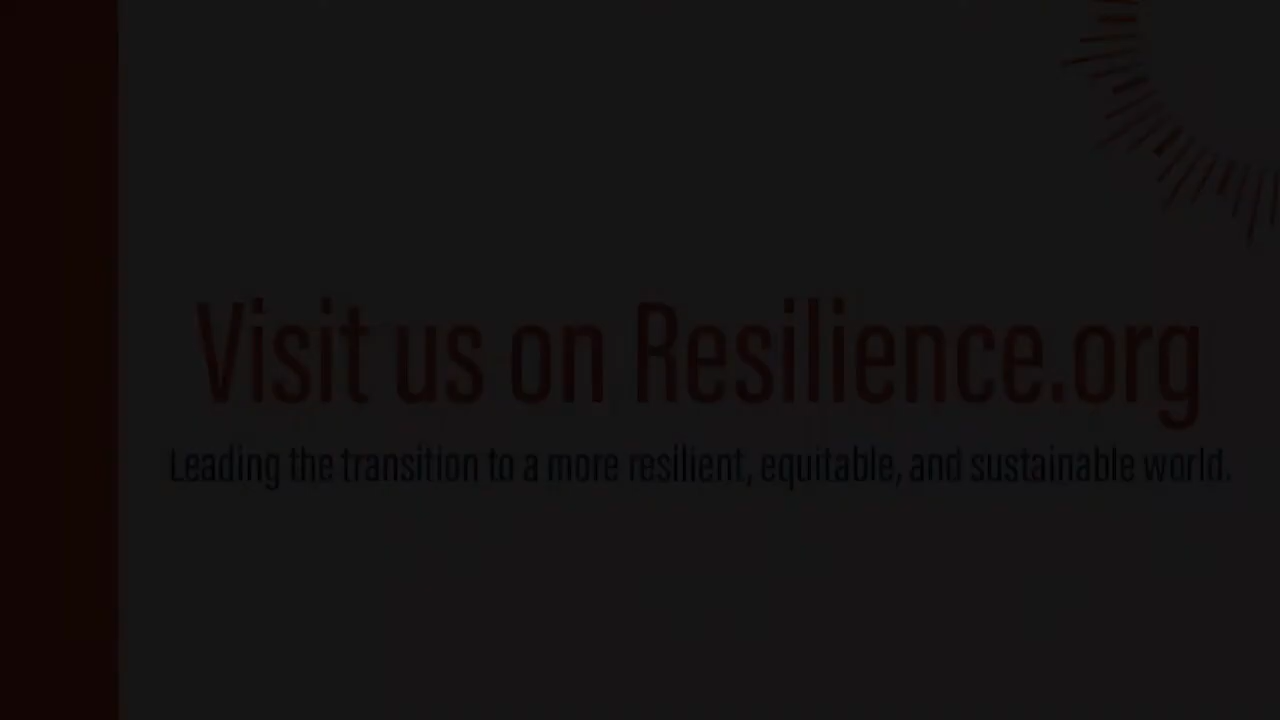 Visit us on Resilience.org
Leading the transition to a more resilient, equitable, and sustainable world.